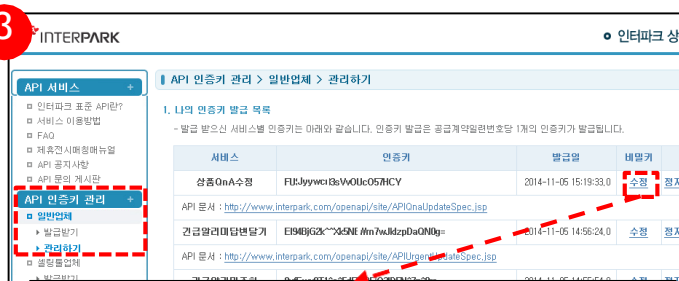 3
INTERPARK
인터파크 상
API 서비스 +
인터파크 표준 API란?
서비스 이용방법
FAQ
제휴전시매칭매뉴얼
API 공지사항
API 문의 게시판
API 인증키 관리 +
일반업체
발급받기
관리하기
셀링툴업체
발급받기
API 인증키 관리 > 일반업체 > 관리하기
1. 나의 인증키 발급 목록
- 발급 받으신 서비스별 인증키는 아래와 같습니다. 인증키 발급은 공급계약일련번호당 1개의 인증키가 발급됩니다.
서비스 인증키 발급일 비밀키
상품QnA수정 2014-11-05 15:19:33.0 수정 정지
API 문서 : http://www.interpark.com/openapi/site/APIQnaUpdateSpec.jsp
긴급알리미답변달기 2014-11-05 14:56:24.0 수정 정지
API 문서 : http://www.interpark.com/openapi/site/APIUrgentUpdateSpec.jsp